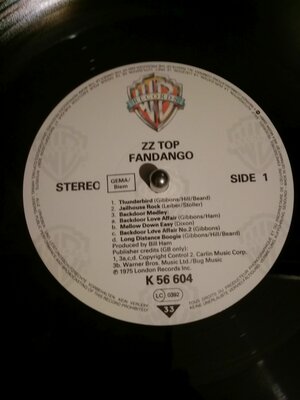 WB
RECORDS
ZZ TOP
FANDANGO
STEREO
GEMA/
Biem
SIDE 1
1. Thunderbird (Gibbons/Hill/Beard)
2. Jailhouse Rock (Leiber/Stoller)
3. Backdoor Medley:
a. Backdoor Love Affair (Gibbons/Ham)
b. Mellow Down Easy (Dixon)
c. Backdoor Love Affair No.2 (Gibbons)
d. Long Distance Boogie (Gibbons/Hill/Beard)
Produced by Bill Ham
Publisher credits (GB only):
1, 3a,c,d. Copyright Control 2. Carlin Music Corp.
3b. Warner Bros. Music Ltd./Bug Music
℗ 1975 London Records Inc.
K 56 604
LC 0392
33